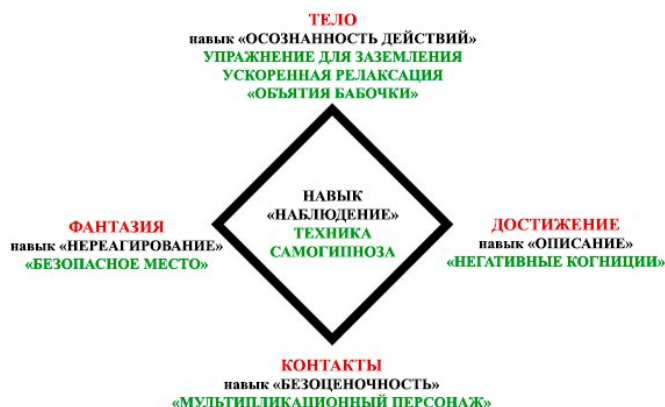 ТЕЛО
навык «ОСОЗНАННОСТЬ ДЕЙСТВИЙ»
УПРАЖНЕНИЕ ДЛЯ ЗАЗЕМЛЕНИЯ
УСКОРЕННАЯ РЕЛАКСАЦИЯ
«ОБЪЯТИЯ БАБОЧКИ»
ФАНТАЗИЯ
навык «НЕРЕАГИРОВАНИЕ»
«БЕЗОПАСНОЕ МЕСТО»
НАВЫК
«НАБЛЮДЕНИЕ»
ТЕХНИКА
САМОГИПНОЗА
ДОСТИЖЕНИЕ
навык «ОПИСАНИЕ»
«НЕГАТИВНЫЕ КОГНИЦИИ»
КОНТАКТЫ
навык «БЕЗОЦЕНОЧНОСТЬ»
«МУЛЬТИПЛИКАЦИОННЫЙ ПЕРСОНАЖ»